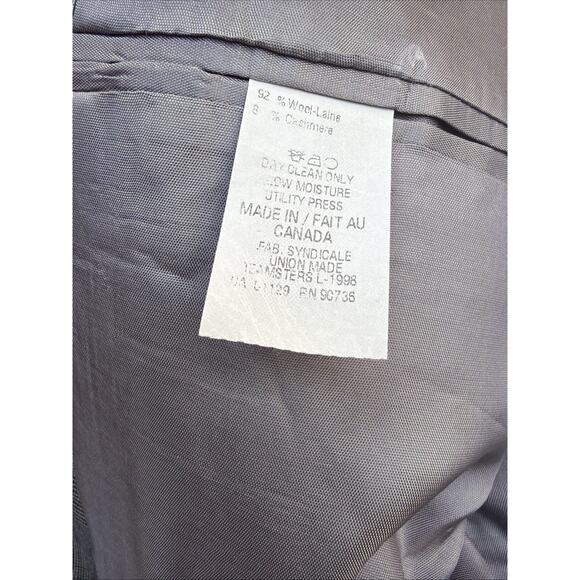 92 % Wool-Laine
8 % Cashmere
DRY CLEAN ONLY
LOW MOISTURE
UTILITY PRESS
MADE IN / FAIT AU
CANADA
FAB. SYNDICALE
UNION MADE
TEAMSTERS L-1998
CA RN 90736